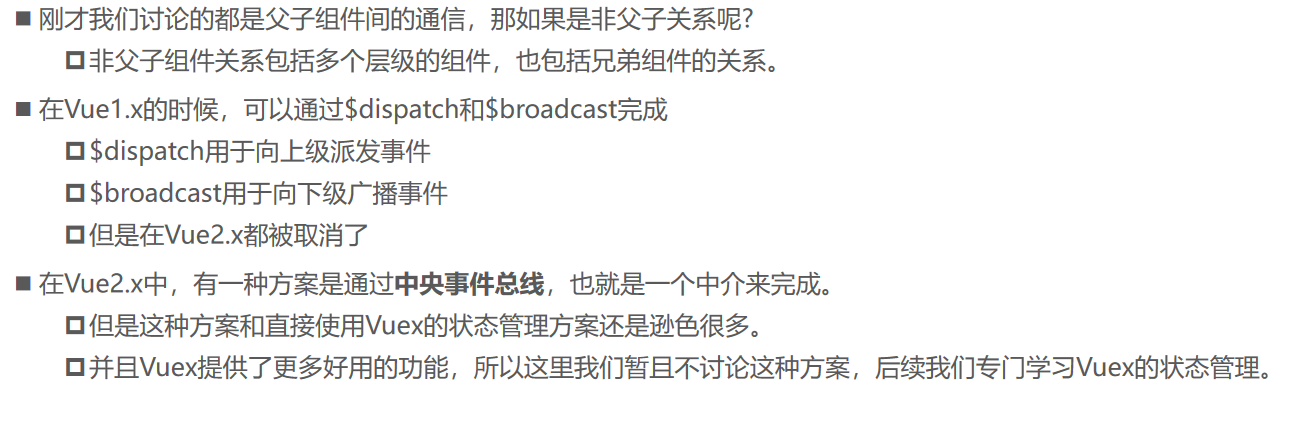 刚才我们讨论的都是父子组件间的通信，那如果是非父子关系呢?
非父子组件关系包括多个层级的组件，也包括兄弟组件的关系。
在Vue1.x的时候，可以通过$dispatch和$broadcast完成
$dispatch用于向上级派发事件
$broadcast用于向下级广播事件
但是在Vue2.x都被取消了
在Vue2.x中，有一种方案是通过中央事件总线，也就是一个中介来完成。
但是这种方案和直接使用Vuex的状态管理方案还是逊色很多。
并且Vuex提供了更多好用的功能，所以这里我们暂且不讨论这种方案，后续我们专门学习Vuex的状态管理。